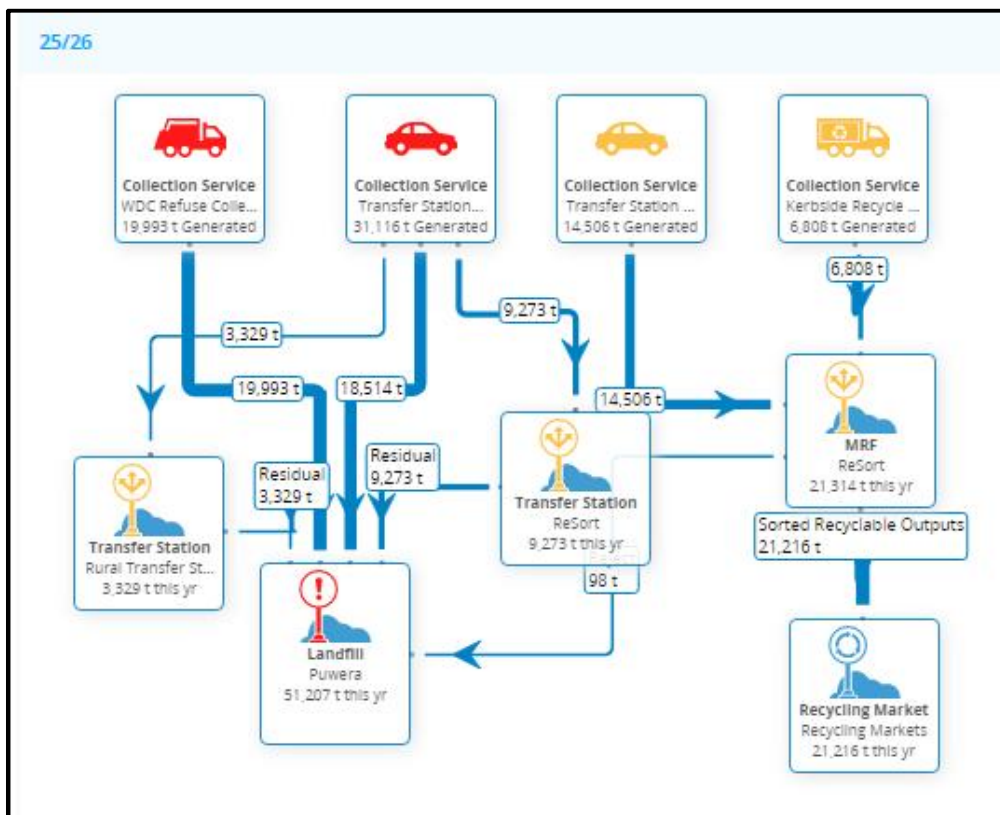 25/26
Collection Service
WDC Refuse Colle...
19,993 t Generated
Collection Service
Transfer Station...
31,116 t Generated
Collection Service
Transfer Station ...
14,506 t Generated
Collection Service
Kerbside Recycle ...
6,808 t Generated
6,808 t
9,273 t
3,329 t
19,993 t
18,514 t
14,506 t
MRF
ReSort
21,314 t this yr
Residual
9,273 t
Residual
3,329 t
Transfer Station
ReSort
9,273 t this yr
Sorted Recyclable Outputs
21,216 t
Transfer Station
Rural Transfer St...
3,329 t this yr
98 t
Landfill
Puwera
51,207 t this yr
Recycling Market
Recycling Markets
21,216 t this yr